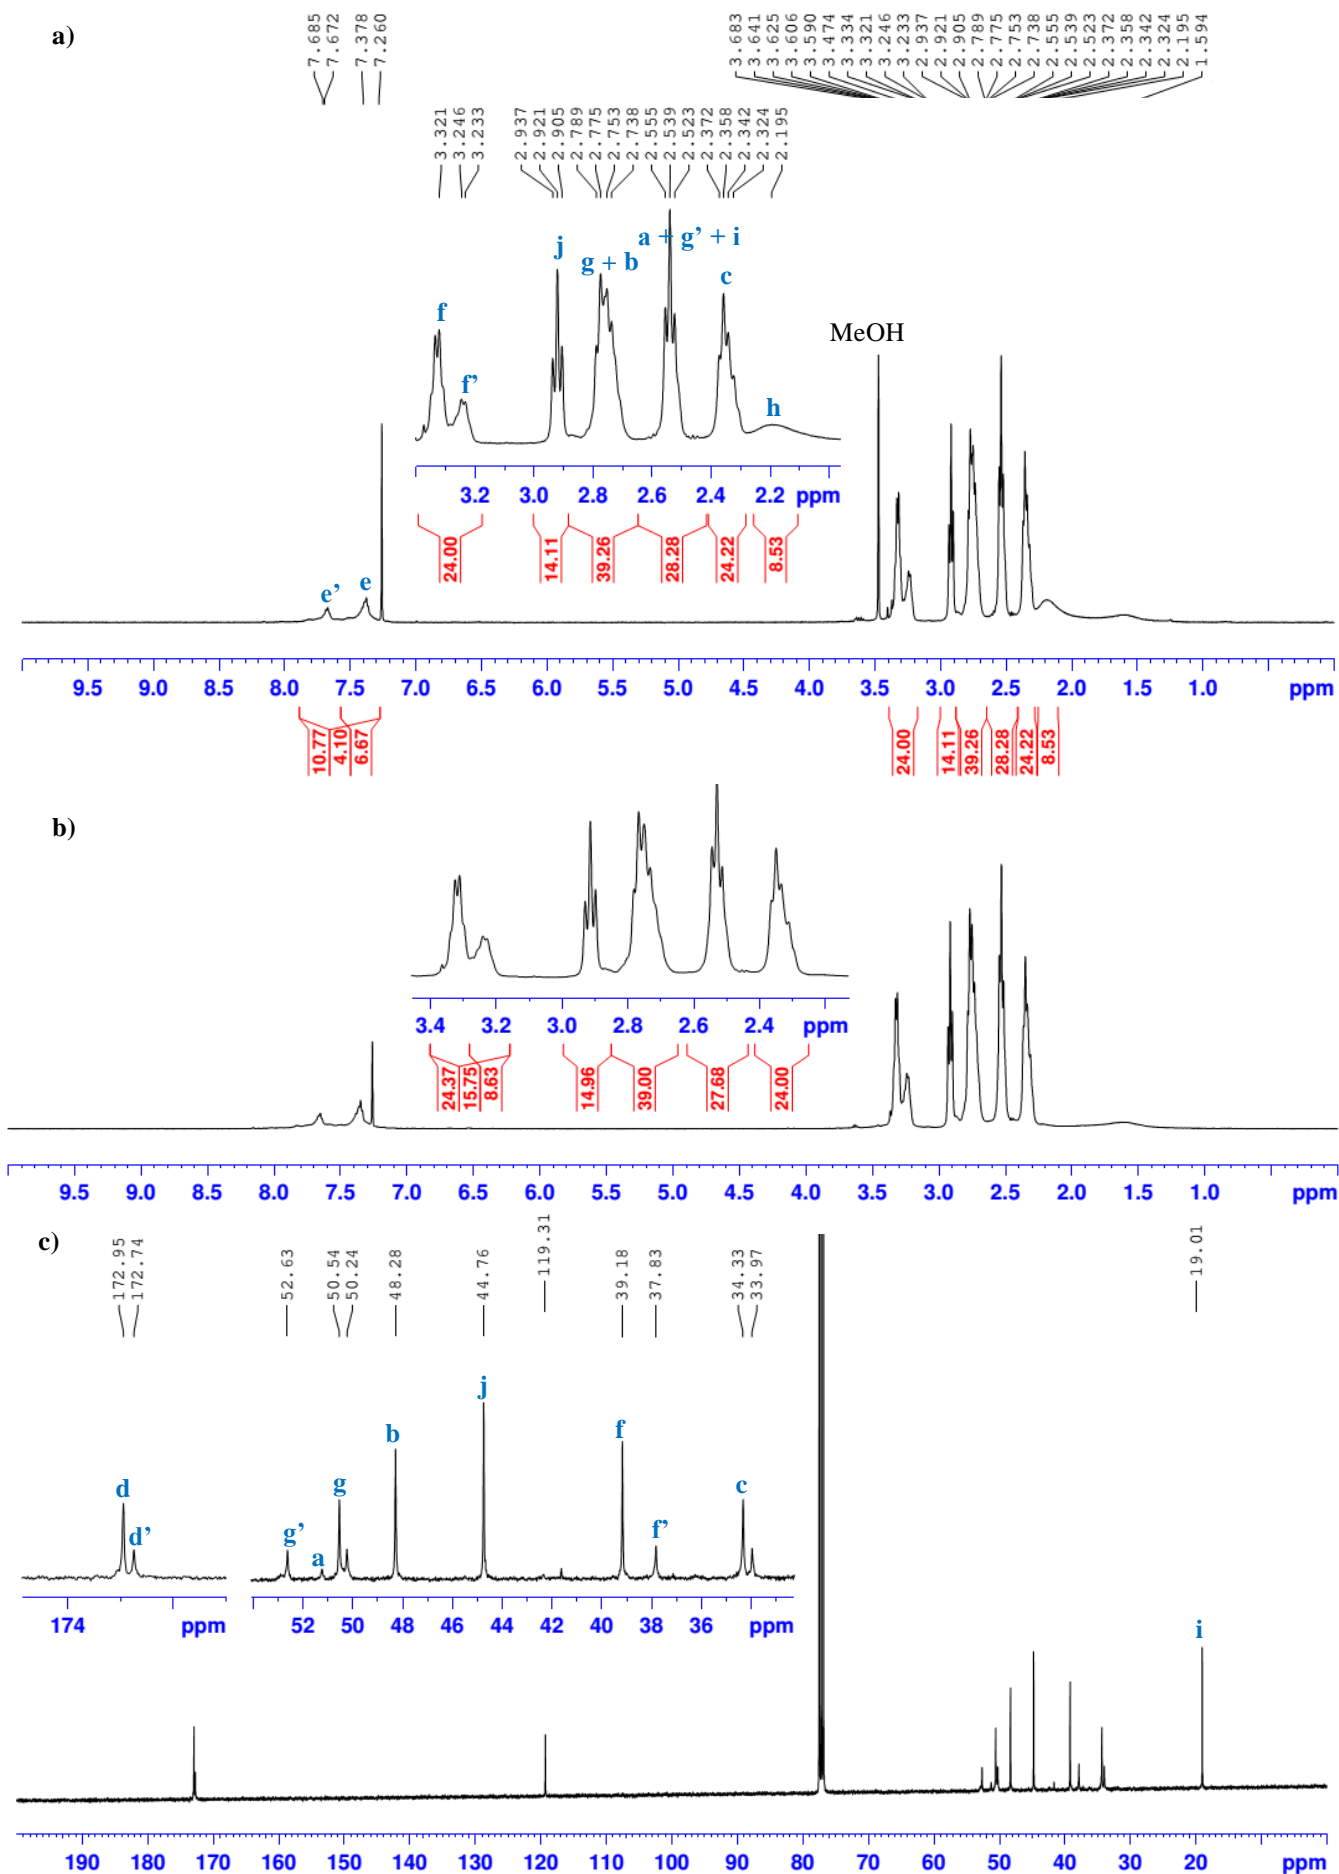 a)
7.685 7.672 7.378 7.260
3.683 3.641 3.625 3.606 3.590 3.474 3.334 3.321 3.246 3.233 2.937 2.921 2.905 2.789 2.775 2.753 2.738 2.555 2.539 2.523 2.372 2.358 2.342 2.324 2.195 1.594
3.321 3.246 3.233 2.937 2.921 2.905 2.789 2.775 2.753 2.738 2.555 2.539 2.523 2.372 2.358 2.342 2.324 2.195
a + g’ + i
j
g + b
c
f
MeOH
f’
h
3.2 3.0 2.8 2.6 2.4 2.2 ppm
24.00 14.11 39.26 28.28 24.22 8.53
e’ e
9.5 9.0 8.5 8.0 7.5 7.0 6.5 6.0 5.5 5.0 4.5 4.0 3.5 3.0 2.5 2.0 1.5 1.0 ppm
10.77 4.10 6.67 24.00 14.11 39.26 28.28 24.22 8.53
b)
3.4 3.2 3.0 2.8 2.6 2.4 ppm
24.37 15.75 8.63 14.96 39.00 27.68 24.00
9.5 9.0 8.5 8.0 7.5 7.0 6.5 6.0 5.5 5.0 4.5 4.0 3.5 3.0 2.5 2.0 1.5 1.0 ppm
c)
172.95 172.74 52.63 50.54 50.24 48.28 44.76 119.31 39.18 37.83 34.33 33.97 19.01
j
b
f
d
g
c
d’
g’
f’
a
174 ppm
52 50 48 46 44 42 40 38 36 ppm
i
190 180 170 160 150 140 130 120 110 100 90 80 70 60 50 40 30 20 ppm